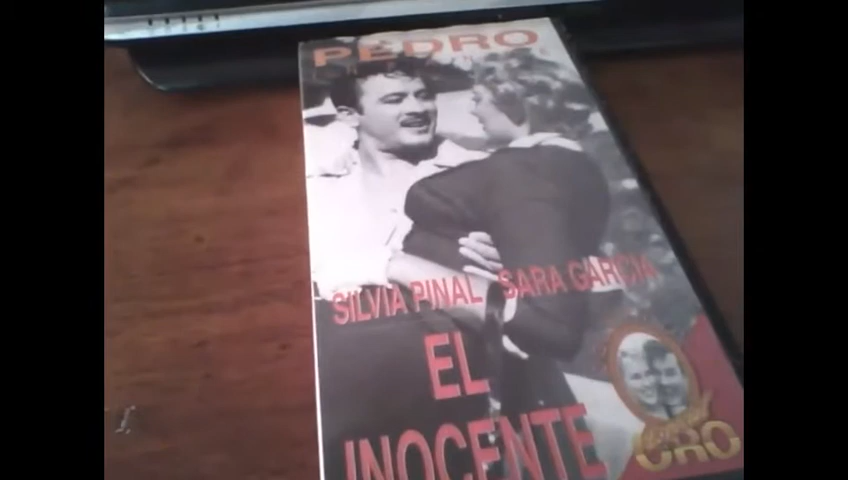 PEDRO
SILVIA PINAL SARA GARCIA
EL
INOCENTE
ORO